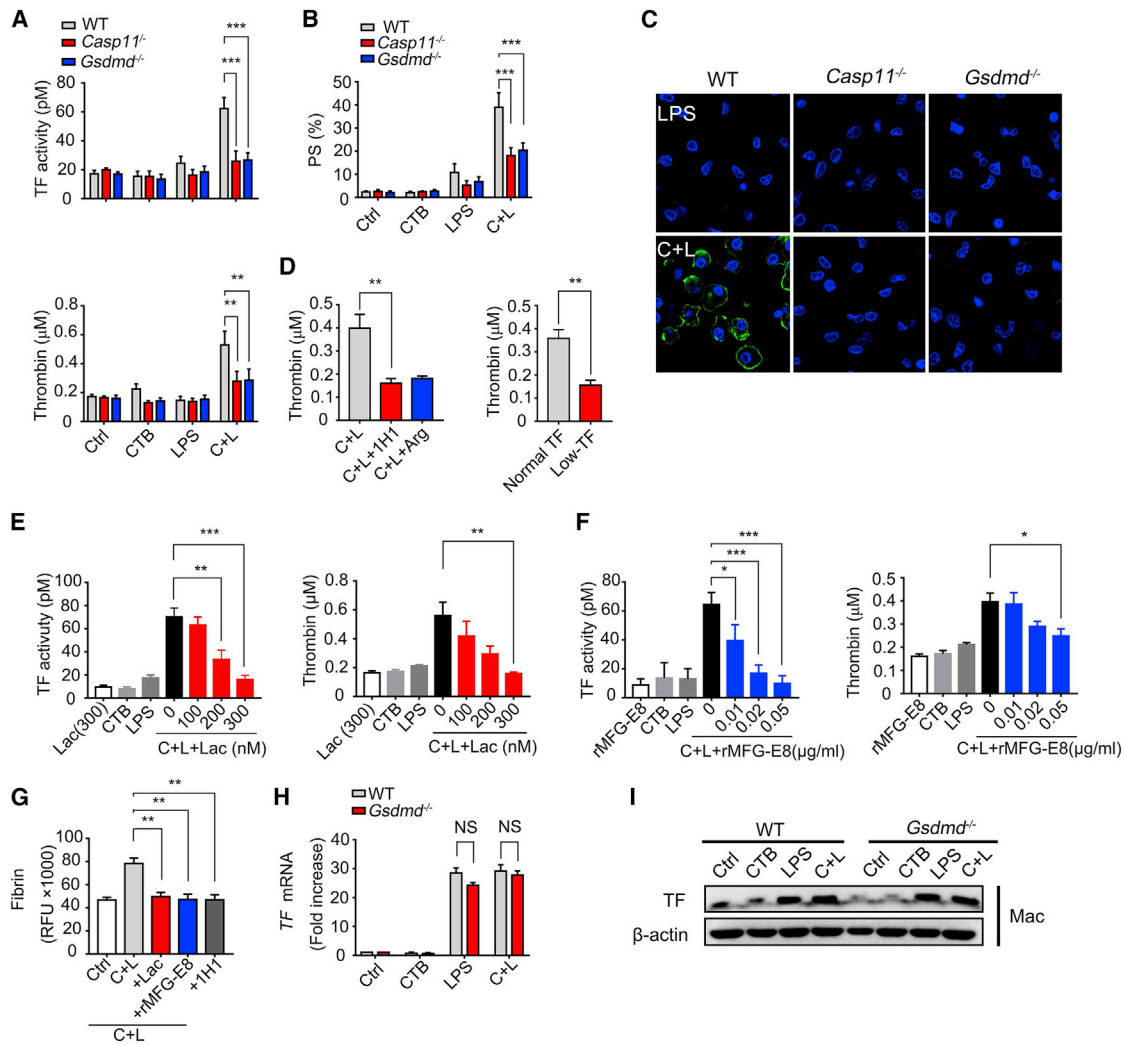 A
WT
Casp11-/-
Gsdmd-/-
***
***
80
60
40
20
0
TF activity (pM)
0.8
0.6
0.4
0.2
0
Thrombin (μM)
**
**
Ctrl
CTB
LPS
C+L
B
WT
Casp11-/-
Gsdmd-/-
***
***
50
40
30
20
10
0
PS (%)
Ctrl
CTB
LPS
C+L
C
WT
Casp11-/-
Gsdmd-/-
LPS
C+L
D
**
0.5
0.4
0.3
0.2
0.1
0
Thrombin (μM)
C+L
C+L+1H1
C+L+Arg
**
0.5
0.4
0.3
0.2
0.1
0
Thrombin (μM)
Normal TF
Low-TF
E
***
**
100
80
60
40
20
0
TF activuty (pM)
Lac(300)
CTB
LPS
0
100
200
300
C+L+Lac (nM)
**
0.8
0.6
0.4
0.2
0
Thrombin (μM)
Lac (300)
CTB
LPS
0
100
200
300
C+L+Lac (nM)
F
***
***
*
80
60
40
20
0
TF activity (pM)
rMFG-E8
CTB
LPS
0
0.01
0.02
0.05
C+L+rMFG-E8(μg/ml)
*
0.5
0.4
0.3
0.2
0.1
0
Thrombin (μM)
rMFG-E8
CTB
LPS
0
0.01
0.02
0.05
C+L+rMFG-E8(μg/ml)
G
**
**
**
100
80
60
40
20
0
Fibrin
(RFU ×1000)
Ctrl
C+L
+Lac
+rMFG-E8
+1H1
C+L
H
WT
Gsdmd-/-
NS
NS
40
30
20
10
0
TF mRNA
(Fold increase)
Ctrl
CTB
LPS
C+L
I
WT
Gsdmd-/-
Ctrl
CTB
LPS
C+L
Ctrl
CTB
LPS
C+L
TF
β-actin
Mac